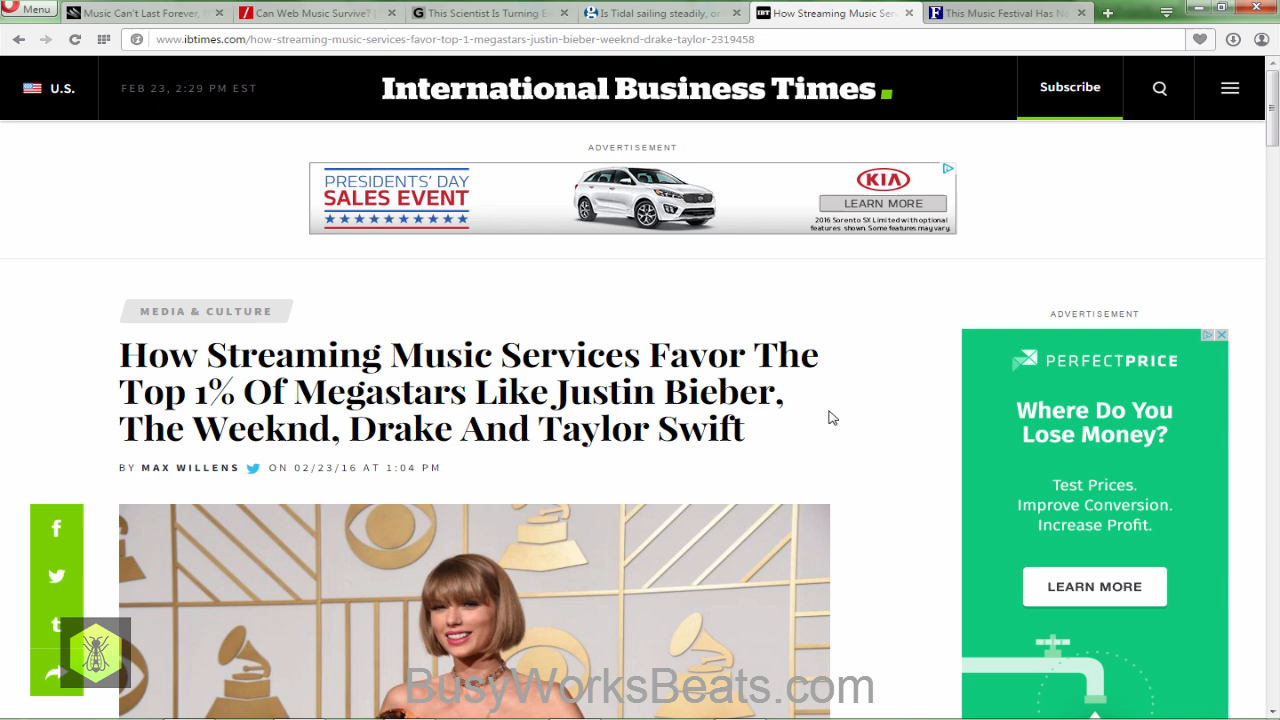 Menu
Music Can't Last Forever,
Can Web Music Survive? |
This Scientist Is Turning
Is Tidal sailing steadily, or
How Streaming Music Ser
This Music Festival Has N
www.ibtimes.com/how-streaming-music-services-favor-top-1-megastars-justin-bieber-weeknd-drake-taylor-2319458
U.S.
FEB 23, 2:29 PM EST
International Business Times
Subscribe
ADVERTISEMENT
PRESIDENTS' DAY
SALES EVENT
KIA
LEARN MORE
2016 Sorento SX Limited with optional
features shown. Some features may vary.
MEDIA & CULTURE
How Streaming Music Services Favor The
Top 1% Of Megastars Like Justin Bieber,
The Weeknd, Drake And Taylor Swift
BY MAX WILLENS ON 02/23/16 AT 1:04 PM
ADVERTISEMENT
PERFECTPRICE
Where Do You
Lose Money?
Test Prices.
Improve Conversion.
Increase Profit.
LEARN MORE
BusyWorksBeats.com